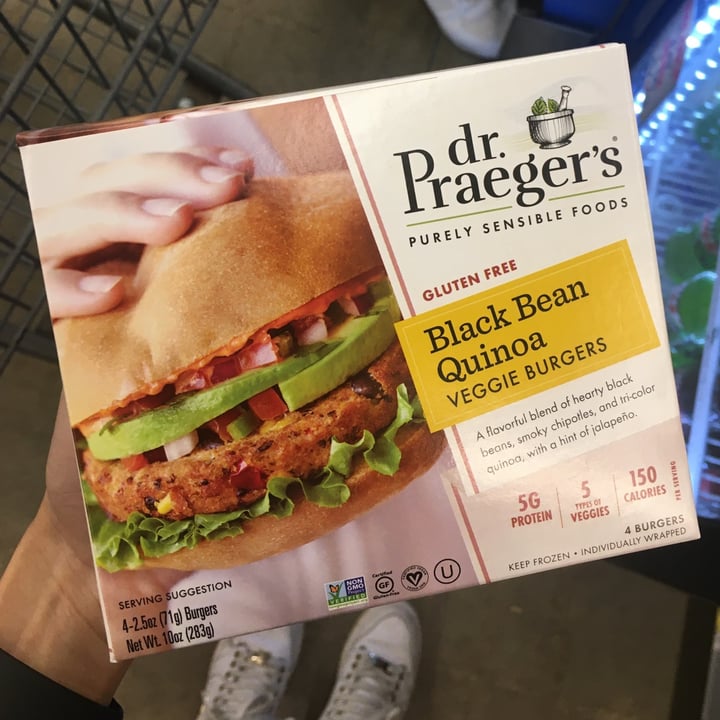 dr.
Praeger's®
PURELY SENSIBLE FOODS
GLUTEN FREE
Black Bean
Quinoa
VEGGIE BURGERS
A flavorful blend of hearty black
beans, smoky chipotles, and tri-color
quinoa, with a hint of jalapeño.
5G
PROTEIN
5
TYPES OF
VEGGIES
150
CALORIES
PER SERVING
4 BURGERS
KEEP FROZEN • INDIVIDUALLY WRAPPED
SERVING SUGGESTION
4-2.5oz (71g) Burgers
Net Wt. 10oz (283g)
NON
GMO
Project
VERIFIED
Certified
GF
Gluten-Free
U